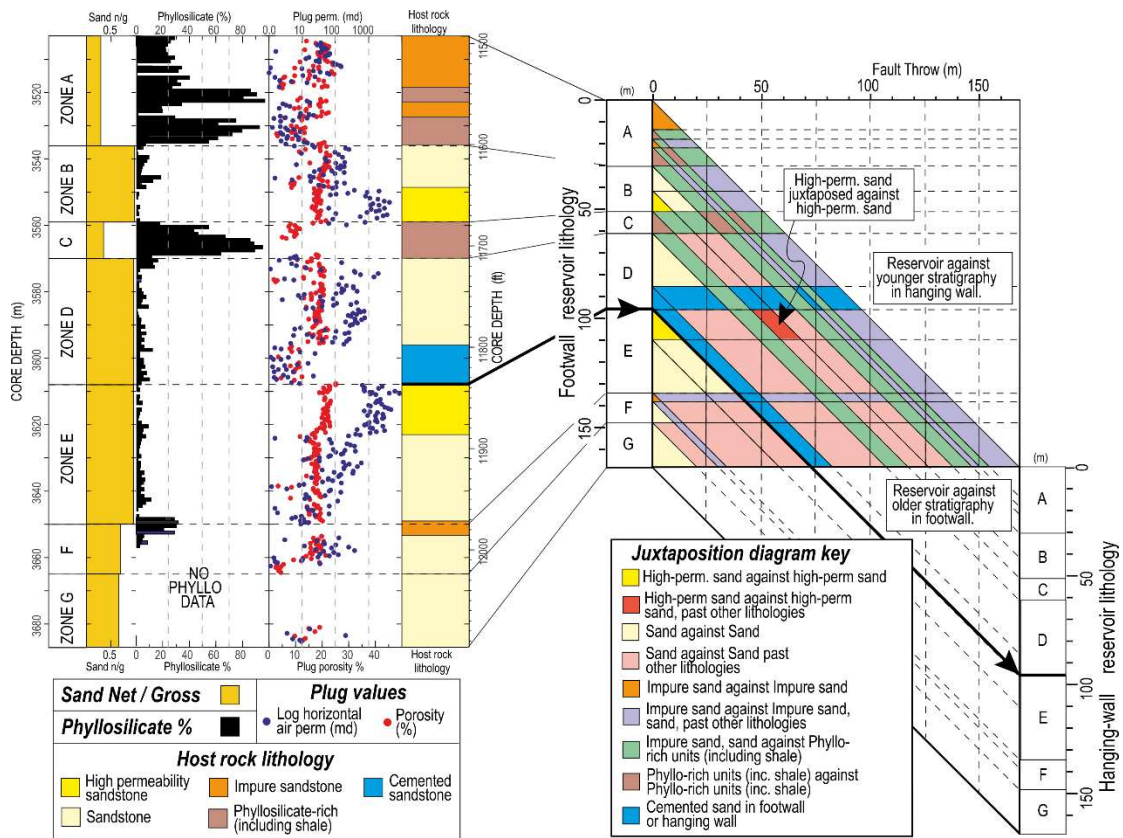 Sand n/g
0.5
Phyllosilicate %
0 20 40 60 80
Plug perm. (md)
0.0 10 100 1000
Host rock
lithology
CORE DEPTH (m)
3520
3540
3560
3580
3600
3620
3640
3660
3680
ZONE A
ZONE B
C
ZONE D
ZONE E
F
ZONE G
NO
PHYLLO
DATA
11500
11600
11700
11800
11900
12000
CORE DEPTH (ft)
0.5
Sand n/g
0 20 40 60 80
Phyllosilicate %
0 10 20 30 40
Plug porosity %
Host rock
lithology
Sand Net / Gross
Phyllosilicate %
Plug values
Log horizontal
air perm (md)
Porosity
(%)
Host rock lithology
High permeability
sandstone
Impure sandstone
Cemented
sandstone
Sandstone
Phyllosilicate-rich
(including shale)
Fault Throw (m)
(m)
0 50 100 150
0
50
100
150
A
B
C
D
E
F
G
Footwall reservoir lithology
High-perm. sand
juxtaposed against
high-perm. sand
Reservoir against
younger stratigraphy
in hanging wall.
Reservoir against
older stratigraphy
in footwall.
(m)
0
50
100
150
A
B
C
D
E
F
G
Hanging-wall reservoir lithology
Juxtaposition diagram key
High-perm. sand against high-perm sand
High-perm sand against high-perm
sand, past other lithologies
Sand against Sand
Sand against Sand past
other lithologies
Impure sand against Impure sand
Impure sand against Impure sand,
sand, past other lithologies
Impure sand, sand against Phyllo-
rich units (including shale)
Phyllo-rich units (inc. shale) against
Phyllo-rich units (inc. shale)
Cemented sand in footwall
or hanging wall